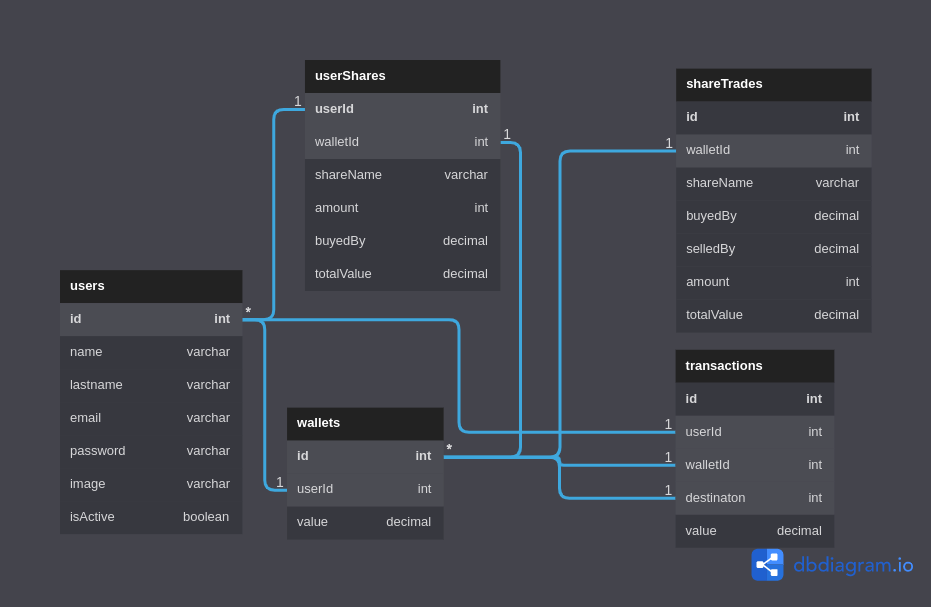 userShares
userId int
walletId int
shareName varchar
amount int
buyedBy decimal
totalValue decimal
shareTrades
id int
walletId int
shareName varchar
buyedBy decimal
selledBy decimal
amount int
totalValue decimal
users
id int
name varchar
lastname varchar
email varchar
password varchar
image varchar
isActive boolean
wallets
id int
userId int
value decimal
transactions
id int
userId int
walletId int
destinaton int
value decimal
1
1
1
*
1
*
1
1
1
dbdiagram.io